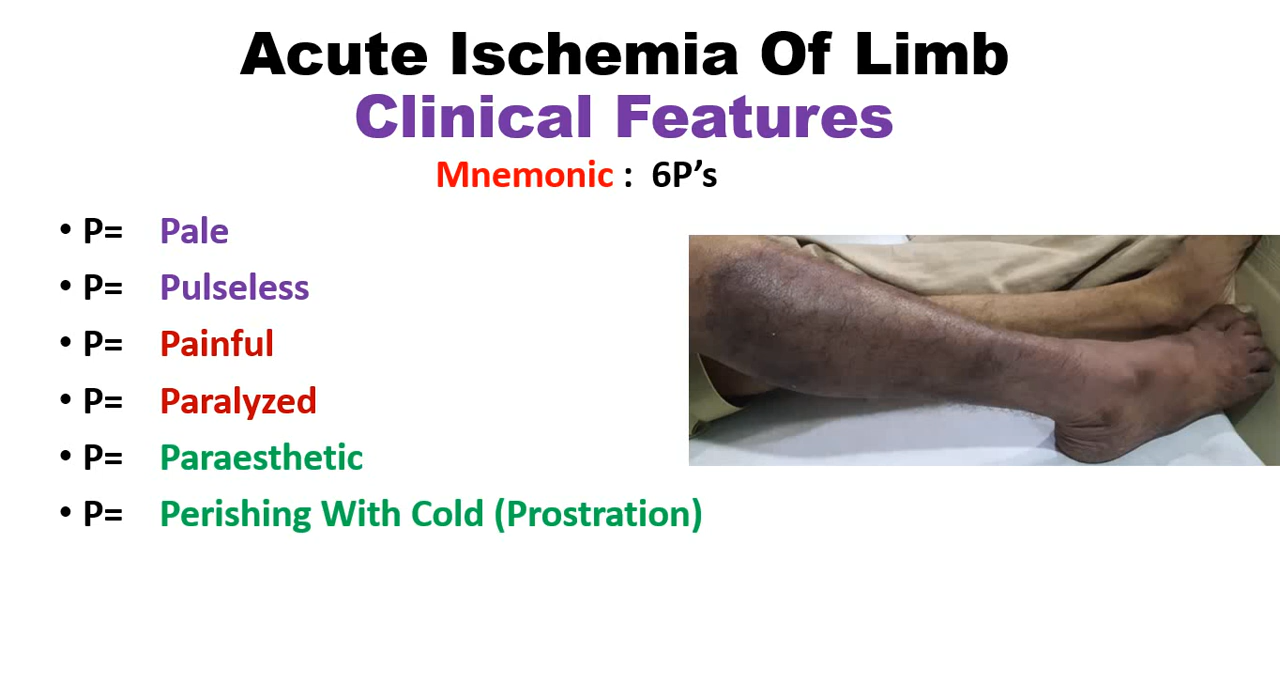 Acute Ischemia Of Limb
Clinical Features
Mnemonic : 6P’s
• P= Pale
• P= Pulseless
• P= Painful
• P= Paralyzed
• P= Paraesthetic
• P= Perishing With Cold (Prostration)